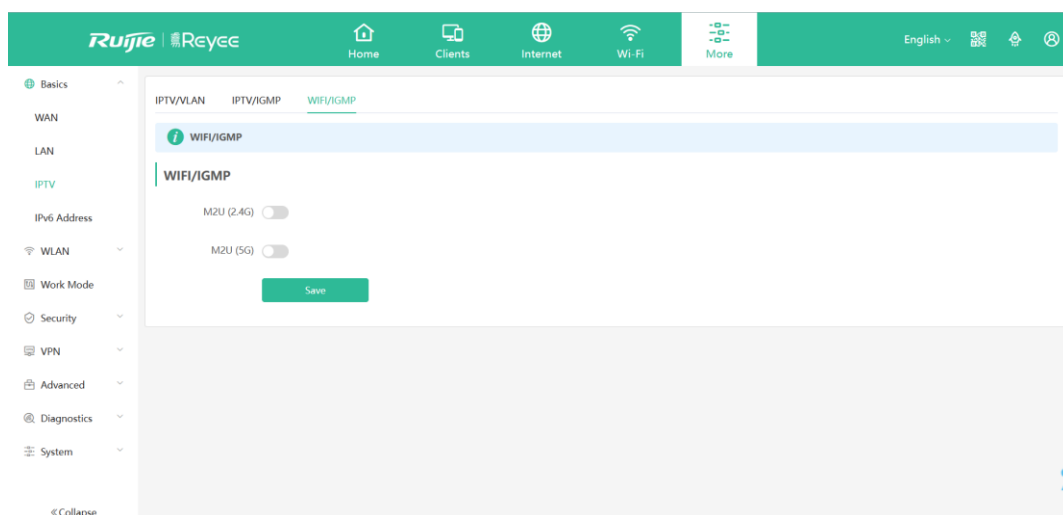 Ruijie | Reyee
Home
Clients
Internet
Wi-Fi
More
English
Basics
WAN
LAN
IPTV
IPv6 Address
WLAN
Work Mode
Security
VPN
Advanced
Diagnostics
System
≪Collapse
IPTV/VLAN IPTV/IGMP WIFI/IGMP
WIFI/IGMP
WIFI/IGMP
M2U (2.4G)
M2U (5G)
Save